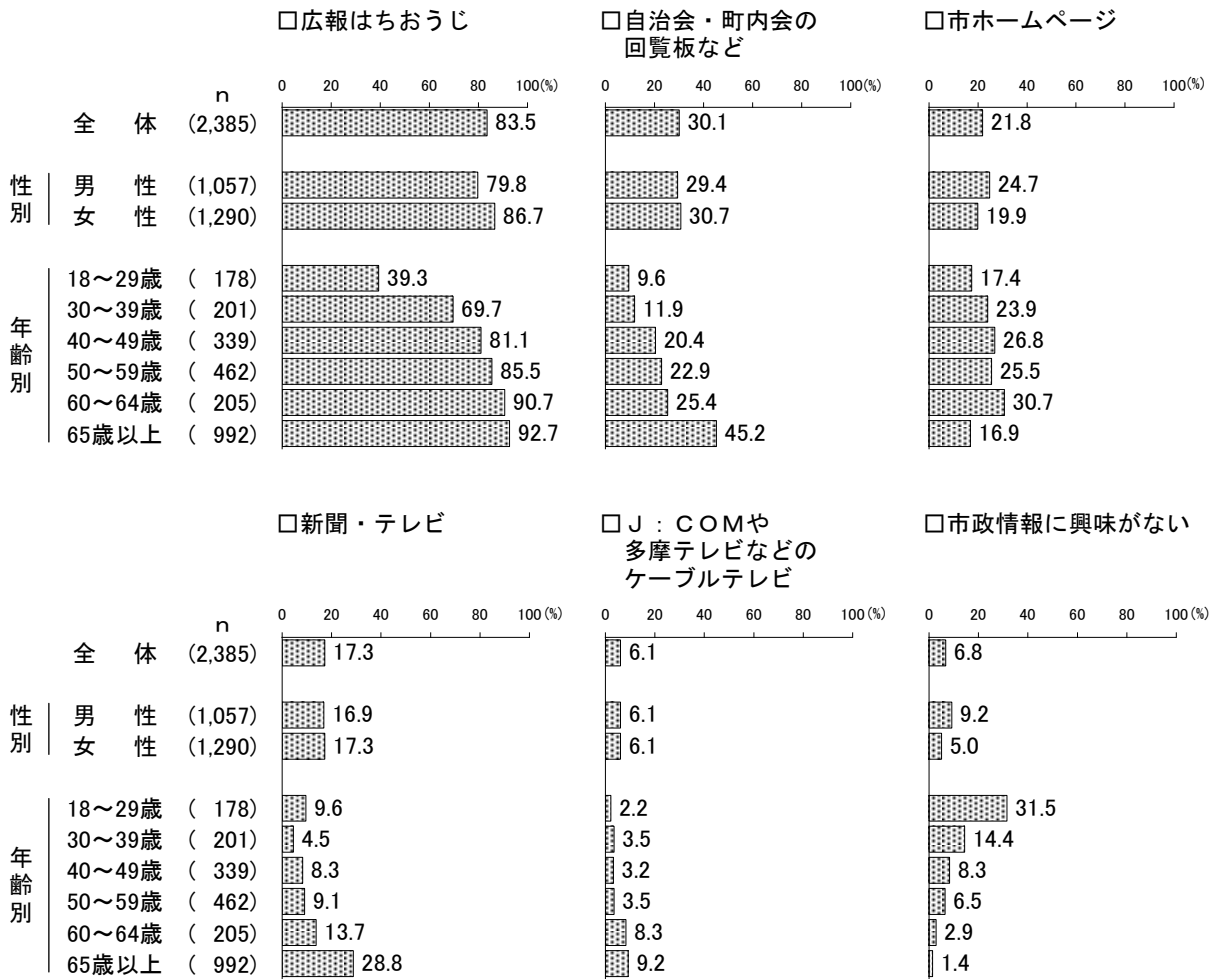 □広報はちおうじ
□自治会・町内会の
回覧板など
□市ホームページ
0 20 40 60 80 100(%) 0 20 40 60 80 100(%) 0 20 40 60 80 100(%)
n
全 体 (2,385) 83.5 30.1 21.8
性別
男 性 (1,057) 79.8 29.4 24.7
女 性 (1,290) 86.7 30.7 19.9
年齢別
18～29歳 ( 178) 39.3 9.6 17.4
30～39歳 ( 201) 69.7 11.9 23.9
40～49歳 ( 339) 81.1 20.4 26.8
50～59歳 ( 462) 85.5 22.9 25.5
60～64歳 ( 205) 90.7 25.4 30.7
65歳以上 ( 992) 92.7 45.2 16.9
□新聞・テレビ
□Ｊ：ＣＯＭや
多摩テレビなどの
ケーブルテレビ
□市政情報に興味がない
0 20 40 60 80 100(%) 0 20 40 60 80 100(%) 0 20 40 60 80 100(%)
n
全 体 (2,385) 17.3 6.1 6.8
性別
男 性 (1,057) 16.9 6.1 9.2
女 性 (1,290) 17.3 6.1 5.0
年齢別
18～29歳 ( 178) 9.6 2.2 31.5
30～39歳 ( 201) 4.5 3.5 14.4
40～49歳 ( 339) 8.3 3.2 8.3
50～59歳 ( 462) 9.1 3.5 6.5
60～64歳 ( 205) 13.7 8.3 2.9
65歳以上 ( 992) 28.8 9.2 1.4